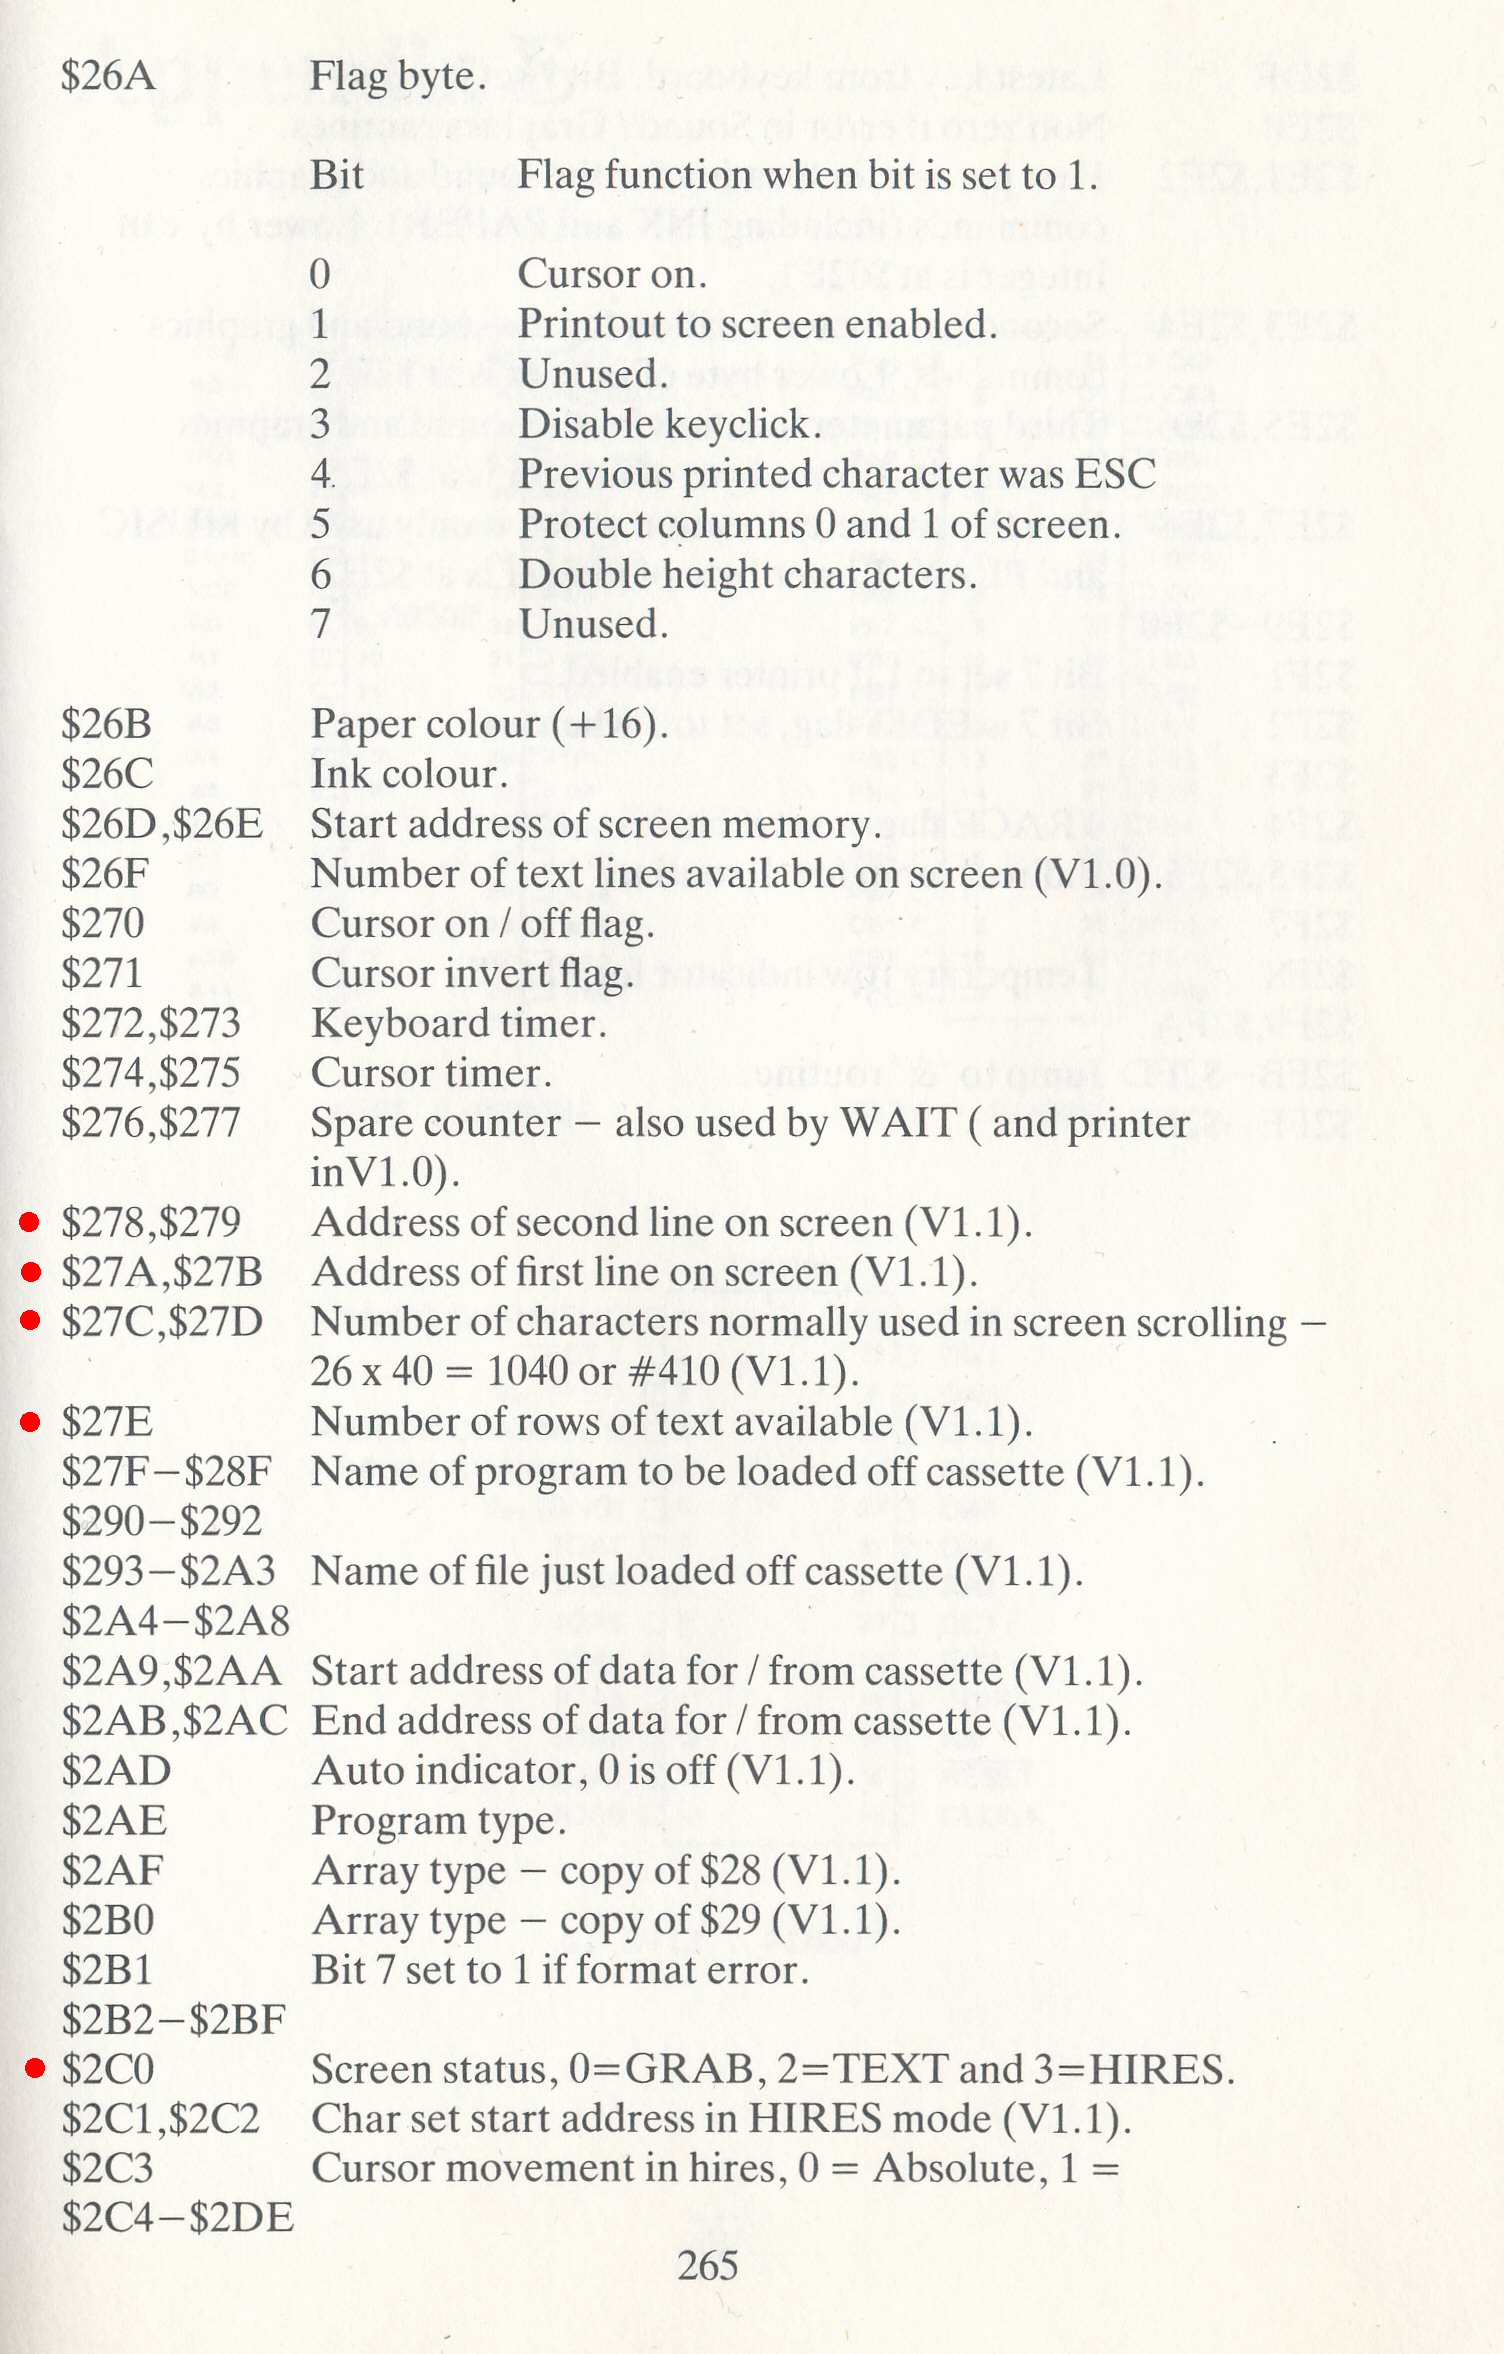 $26A Flag byte.
Bit Flag function when bit is set to 1.
0 Cursor on.
1 Printout to screen enabled.
2 Unused.
3 Disable keyclick.
4 Previous printed character was ESC
5 Protect columns 0 and 1 of screen.
6 Double height characters.
7 Unused.
$26B Paper colour (+16).
$26C Ink colour.
$26D,$26E Start address of screen memory.
$26F Number of text lines available on screen (V1.0).
$270 Cursor on / off flag.
$271 Cursor invert flag.
$272,$273 Keyboard timer.
$274,$275 Cursor timer.
$276,$277 Spare counter – also used by WAIT ( and printer
inV1.0).
$278,$279 Address of second line on screen (V1.1).
$27A,$27B Address of first line on screen (V1.1).
$27C,$27D Number of characters normally used in screen scrolling –
26 x 40 = 1040 or #410 (V1.1).
$27E Number of rows of text available (V1.1).
$27F–$28F Name of program to be loaded off cassette (V1.1).
$290–$292
$293–$2A3 Name of file just loaded off cassette (V1.1).
$2A4–$2A8
$2A9,$2AA Start address of data for / from cassette (V1.1).
$2AB,$2AC End address of data for / from cassette (V1.1).
$2AD Auto indicator, 0 is off (V1.1).
$2AE Program type.
$2AF Array type – copy of $28 (V1.1).
$2B0 Array type – copy of $29 (V1.1).
$2B1 Bit 7 set to 1 if format error.
$2B2–$2BF
$2C0 Screen status, 0=GRAB, 2=TEXT and 3=HIRES.
$2C1,$2C2 Char set start address in HIRES mode (V1.1).
$2C3 Cursor movement in hires, 0 = Absolute, 1 =
$2C4–$2DE
265